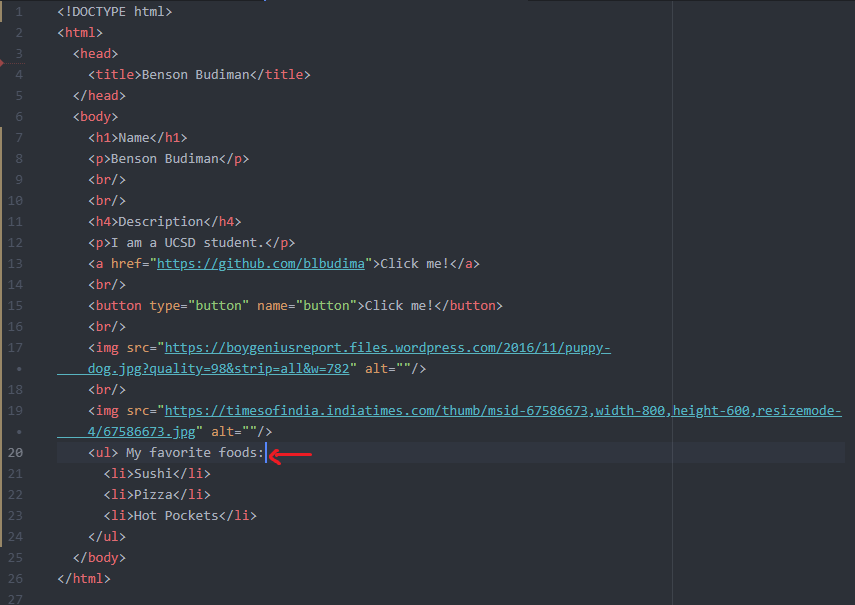 1 <!DOCTYPE html>
2 <html>
3 <head>
4 <title>Benson Budiman</title>
5 </head>
6 <body>
7 <h1>Name</h1>
8 <p>Benson Budiman</p>
9 <br/>
10 <br/>
11 <h4>Description</h4>
12 <p>I am a UCSD student.</p>
13 <a href="https://github.com/blbudima">Click me!</a>
14 <br/>
15 <button type="button" name="button">Click me!</button>
16 <br/>
17 <img src="https://boygeniusreport.files.wordpress.com/2016/11/puppy-
• dog.jpg?quality=98&strip=all&w=782" alt=""/>
18 <br/>
19 <img src="https://timesofindia.indiatimes.com/thumb/msid-67586673,width-800,height-600,resizemode-
• 4/67586673.jpg" alt=""/>
20 <ul> My favorite foods:
21 <li>Sushi</li>
22 <li>Pizza</li>
23 <li>Hot Pockets</li>
24 </ul>
25 </body>
26 </html>
27